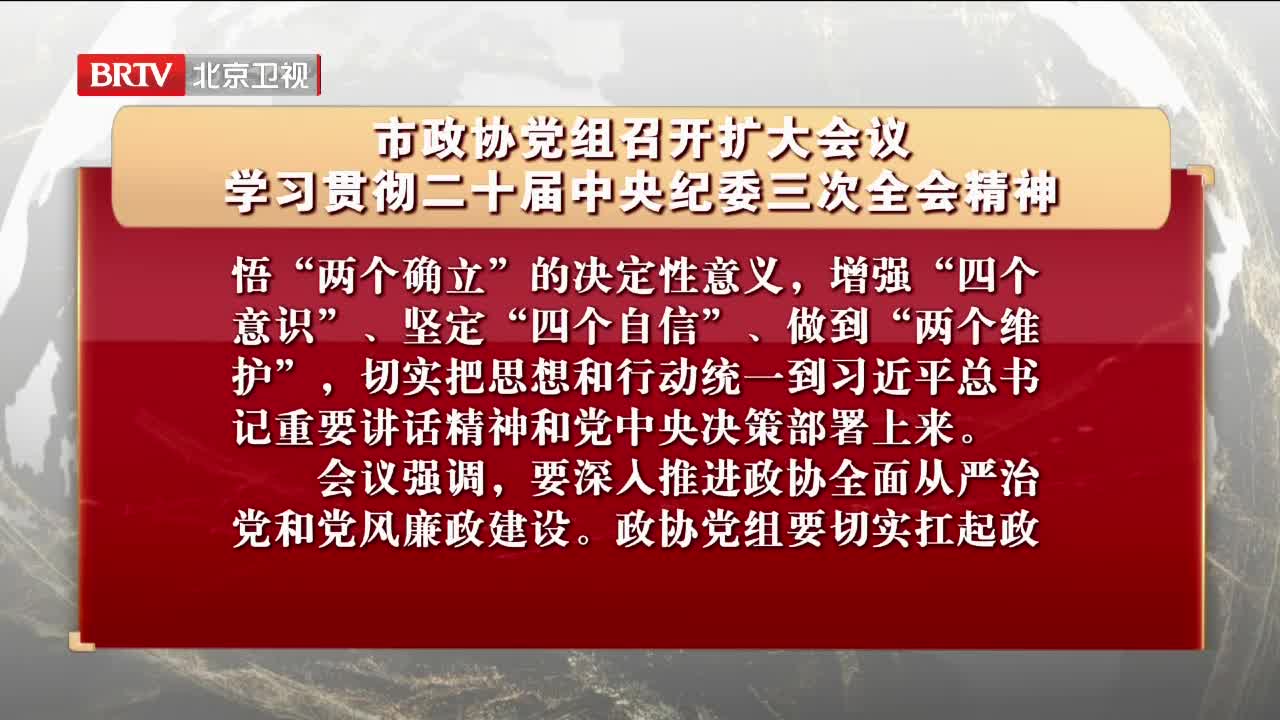 BRTV 北京卫视
市政协党组召开扩大会议
学习贯彻二十届中央纪委三次全会精神
悟“两个确立”的决定性意义，增强“四个
意识”、坚定“四个自信”、做到“两个维
护”，切实把思想和行动统一到习近平总书
记重要讲话精神和党中央决策部署上来。
会议强调，要深入推进政协全面从严治
党和党风廉政建设。政协党组要切实扛起政